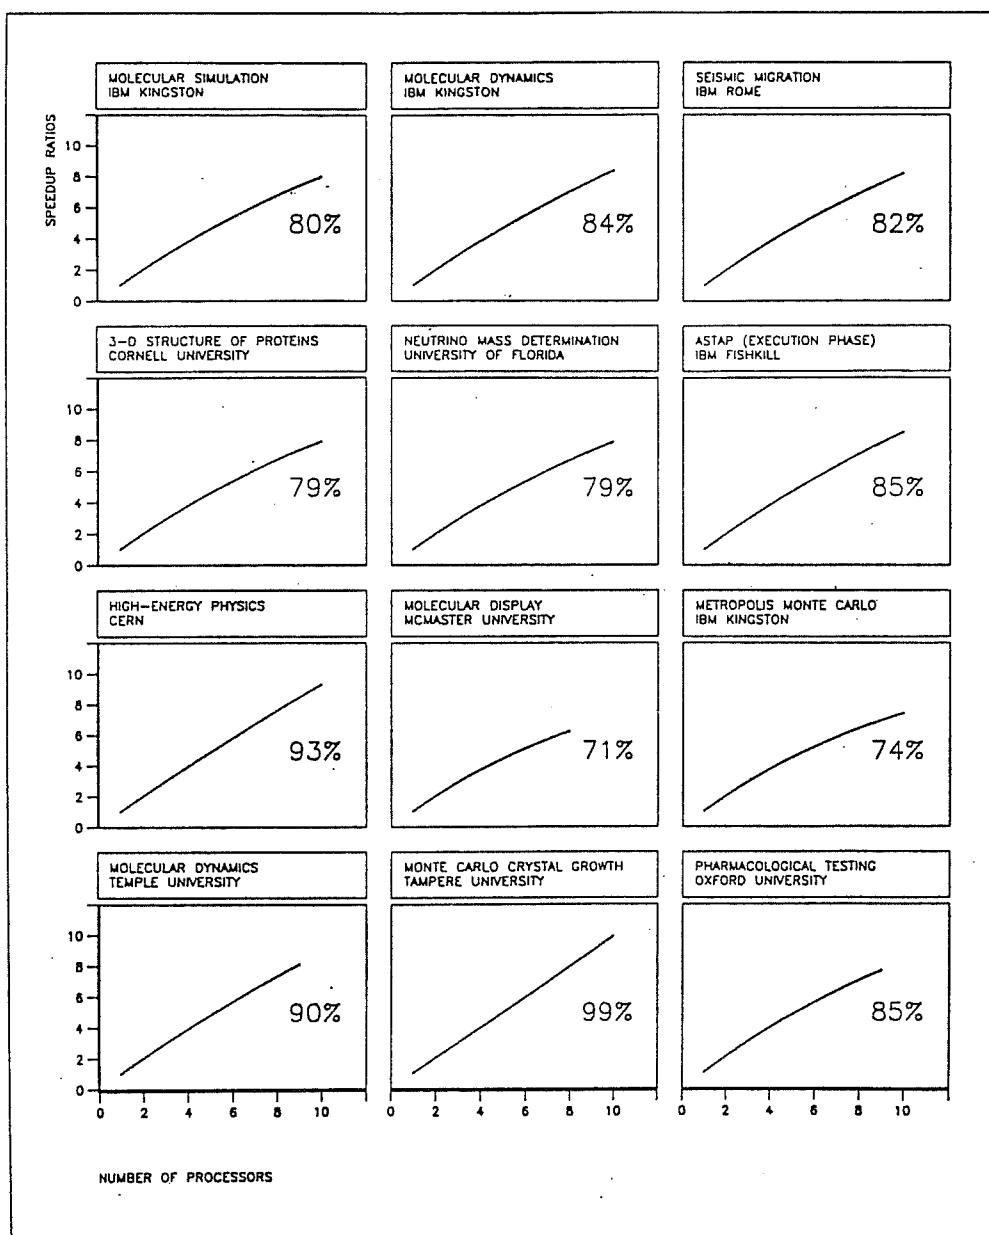 MOLECULAR SIMULATION
IBM KINGSTON
MOLECULAR DYNAMICS
IBM KINGSTON
SEISMIC MIGRATION
IBM ROME
SPEEDUP RATIOS
10
8
6
4
2
0
80%
84%
82%
3-D STRUCTURE OF PROTEINS
CORNELL UNIVERSITY
NEUTRINO MASS DETERMINATION
UNIVERSITY OF FLORIDA
ASTAP (EXECUTION PHASE)
IBM FISHKILL
10
8
6
4
2
0
79%
79%
85%
HIGH-ENERGY PHYSICS
CERN
MOLECULAR DISPLAY
MCMASTER UNIVERSITY
METROPOLIS MONTE CARLO
IBM KINGSTON
10
8
6
4
2
0
93%
71%
74%
MOLECULAR DYNAMICS
TEMPLE UNIVERSITY
MONTE CARLO CRYSTAL GROWTH
TAMPERE UNIVERSITY
PHARMACOLOGICAL TESTING
OXFORD UNIVERSITY
10
8
6
4
2
0
90%
99%
85%
0 2 4 6 8 10
0 2 4 6 8 10
0 2 4 6 8 10
NUMBER OF PROCESSORS